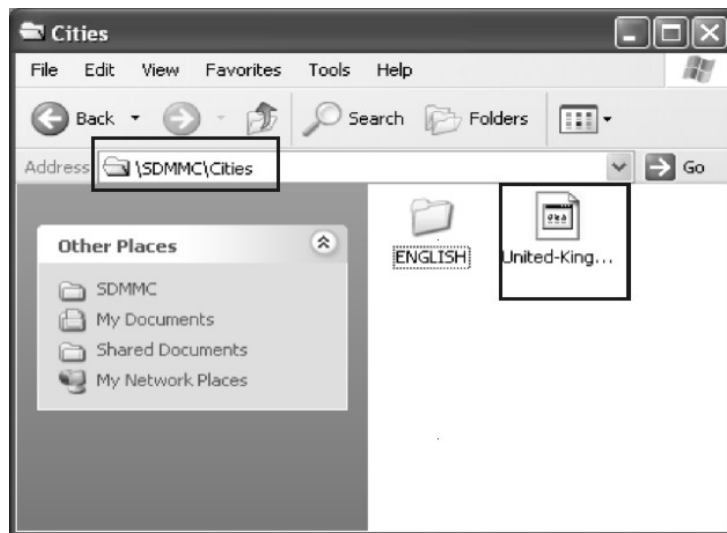 Cities
File Edit View Favorites Tools Help
Back Search Folders
Address \SDMMC\Cities Go
Other Places
SDMMC
My Documents
Shared Documents
My Network Places
ENGLISH United-King...